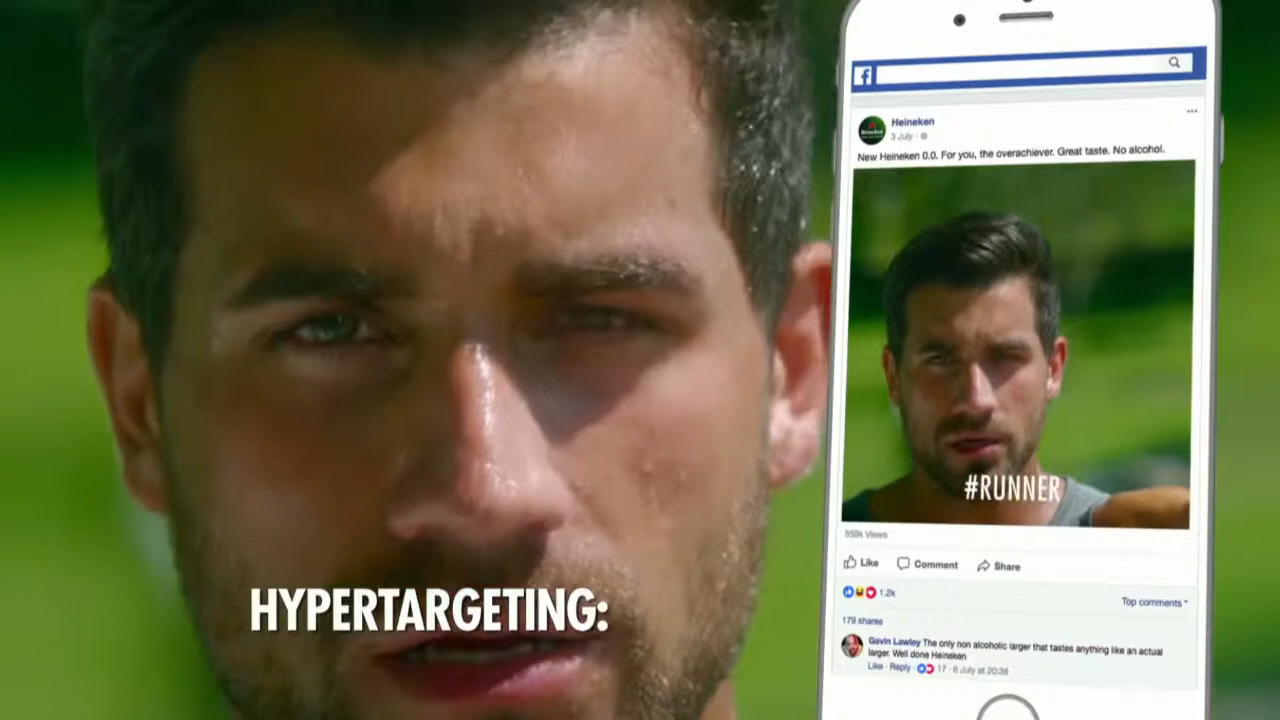 f
Heineken
3 July
New Heineken 0.0. For you, the overachiever. Great taste. No alcohol.
#RUNNER
859k Views
Like Comment Share
1.2k
Top comments
179 shares
Gavin Lawley The only non alcoholic larger that tastes anything like an actual
larger. Well done Heineken
Like · Reply · 17 · 6 July at 20:36
HYPERTARGETING: